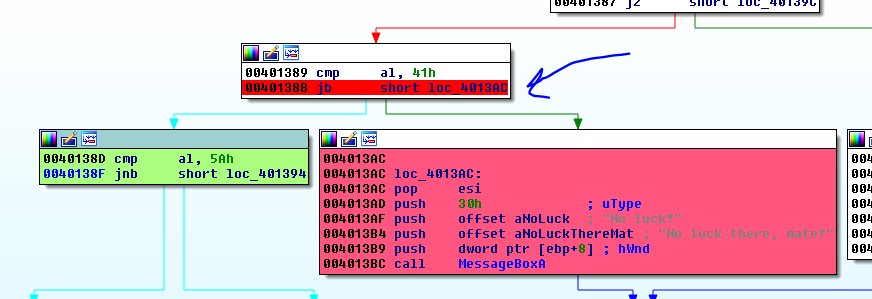 00401387 jz short loc_40139C
00401389 cmp al, 41h
0040138B jb short loc_4013AC
0040138D cmp al, 5Ah
0040138F jnb short loc_401394
004013AC
004013AC loc_4013AC:
004013AC pop esi
004013AD push 30h ; uType
004013AF push offset aNoLuck ; "No luck!"
004013B4 push offset aNoLuckThereMat ; "No luck there, mate!"
004013B9 push dword ptr [ebp+8] ; hWnd
004013BC call MessageBoxA
004
004
004
004
004
004
004